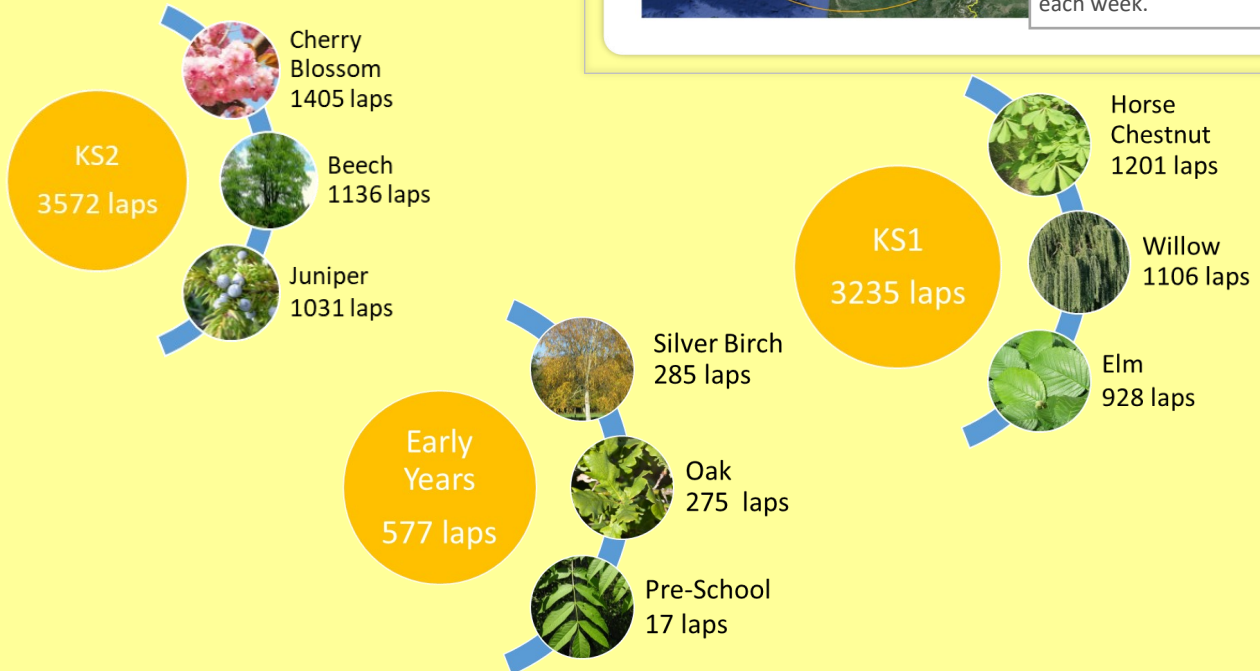 each week.
Cherry
Blossom
1405 laps
KS2
3572 laps
Beech
1136 laps
Juniper
1031 laps
Horse
Chestnut
1201 laps
KS1
3235 laps
Willow
1106 laps
Elm
928 laps
Silver Birch
285 laps
Early
Years
577 laps
Oak
275 laps
Pre-School
17 laps